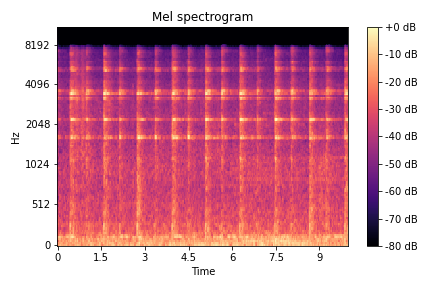 Mel spectrogram
+0 dB
8192
-10 dB
4096
-20 dB
-30 dB
Hz
2048
-40 dB
1024
-50 dB
512
-60 dB
-70 dB
0
-80 dB
0 1.5 3 4.5 6 7.5 9
Time